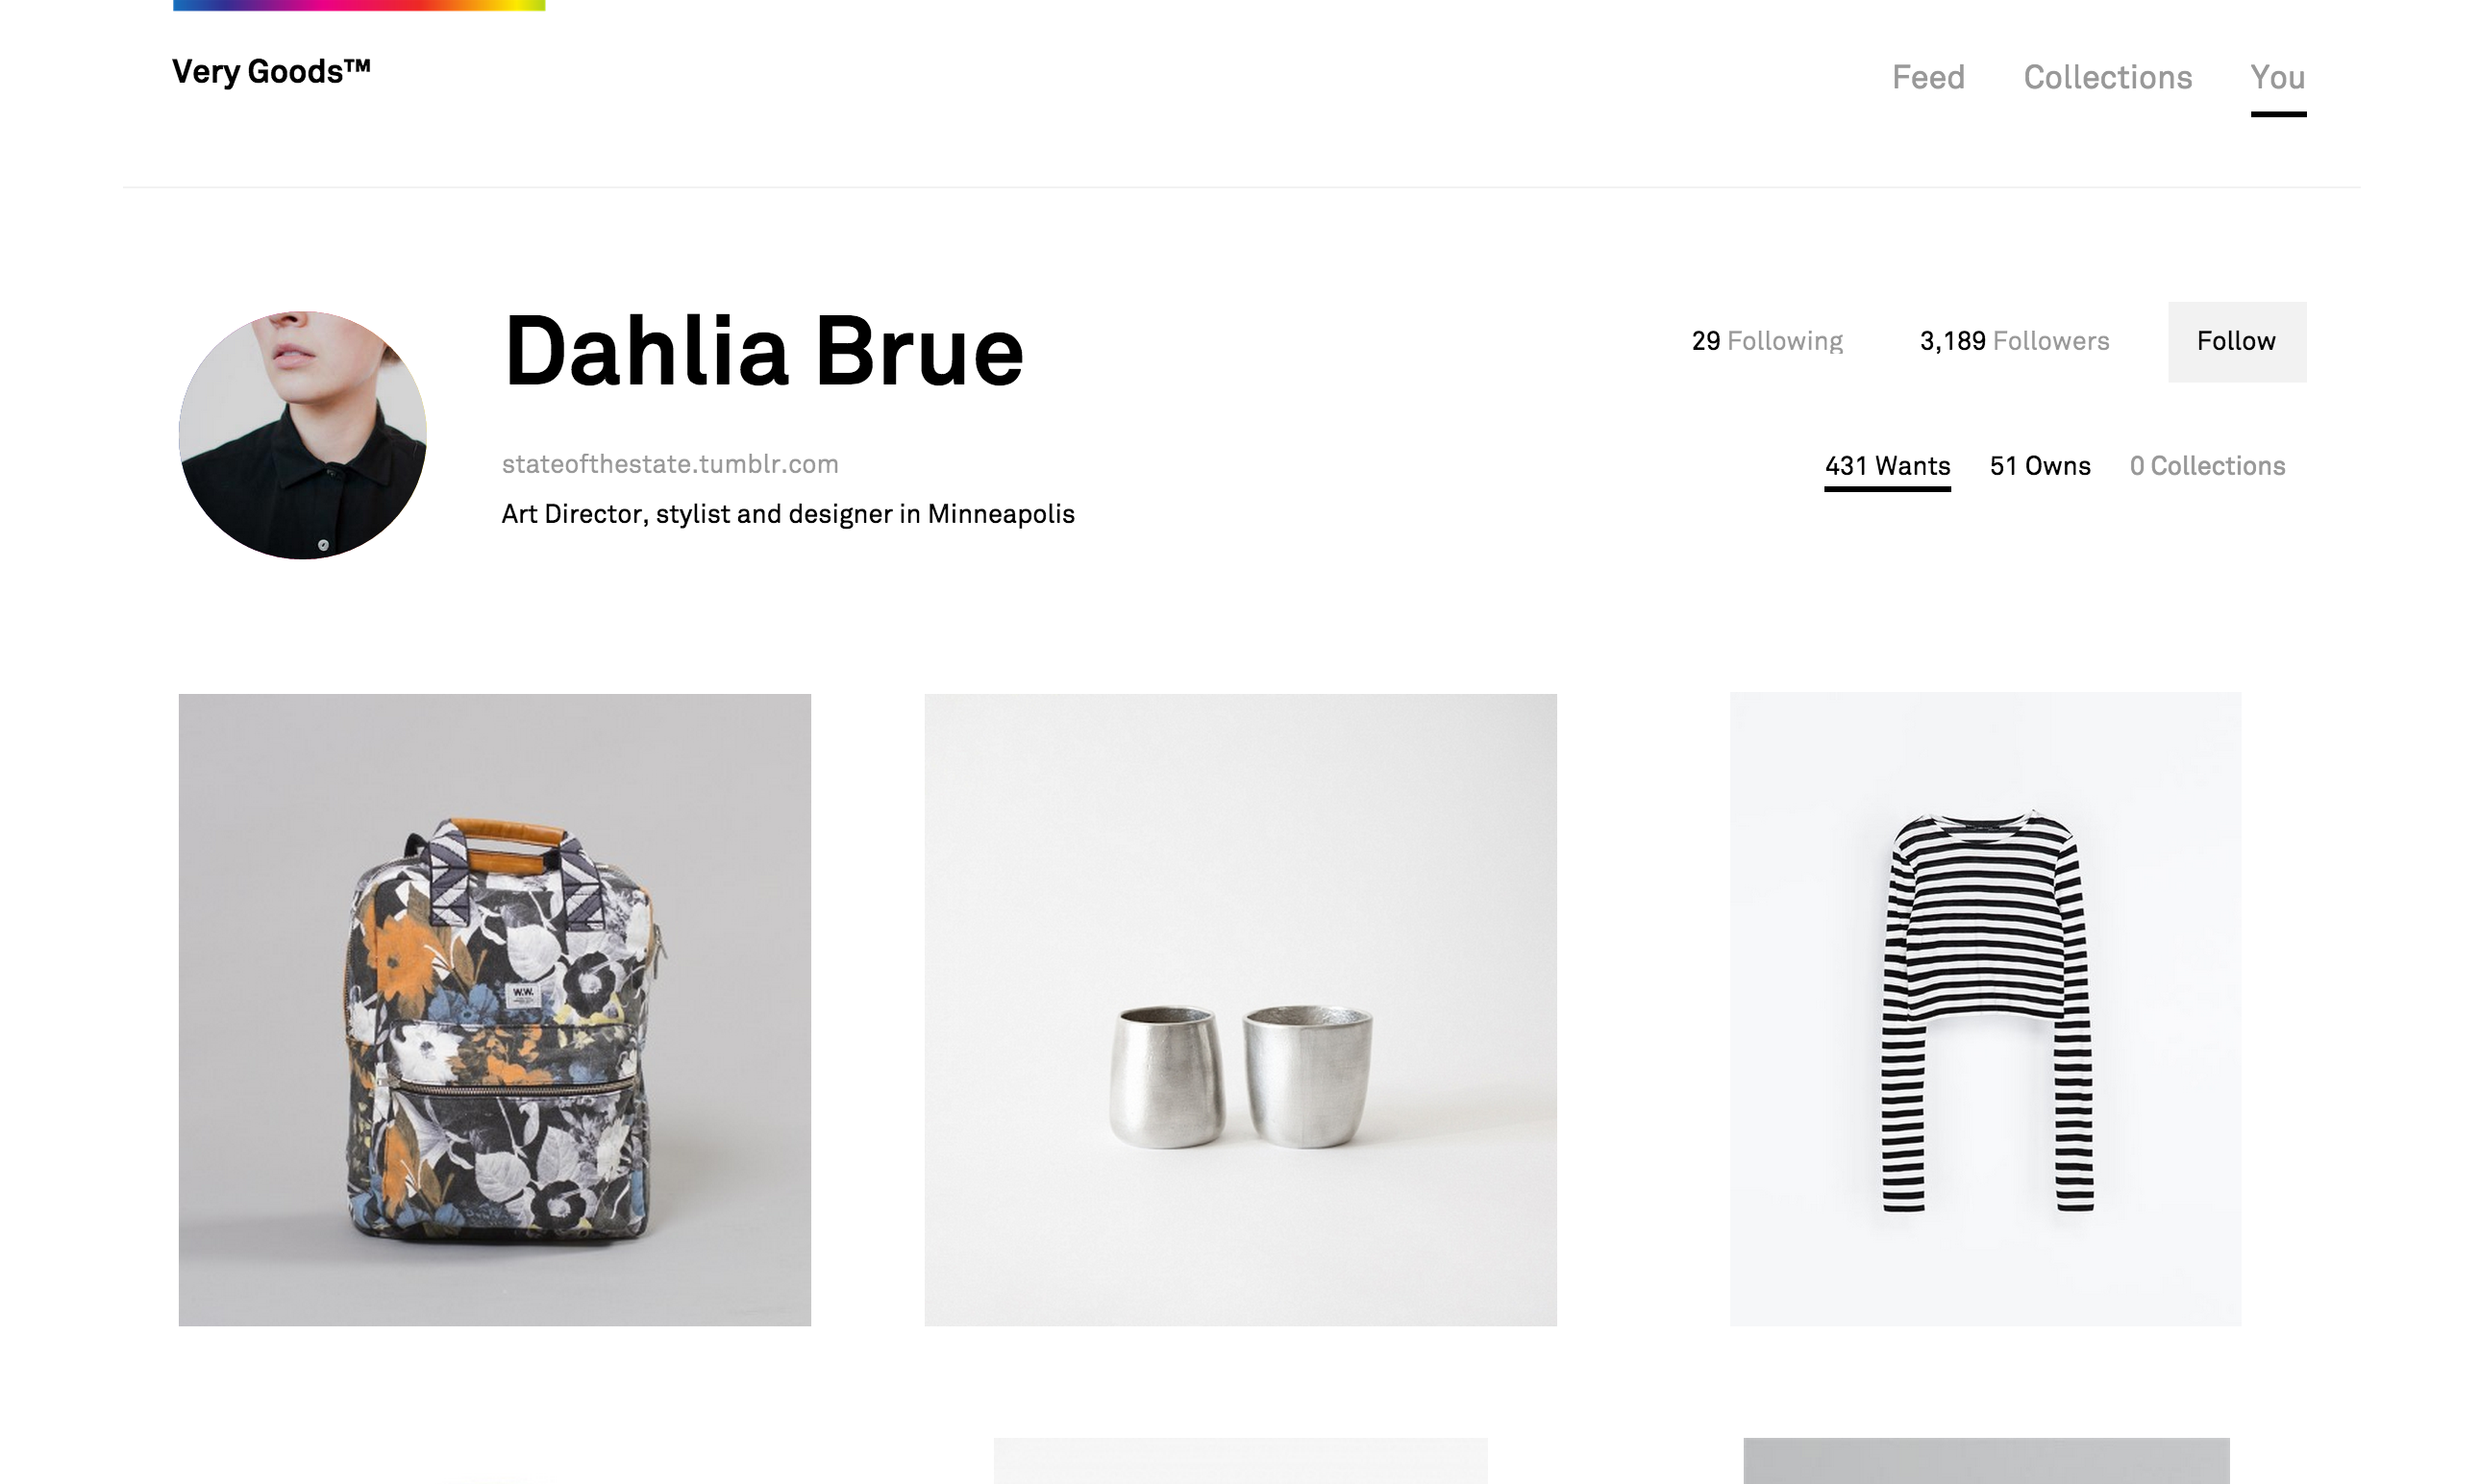 Very Goods™
Feed Collections You
Dahlia Brue
29 Following 3,189 Followers Follow
stateofthestate.tumblr.com
431 Wants 51 Owns 0 Collections
Art Director, stylist and designer in Minneapolis
W.W.